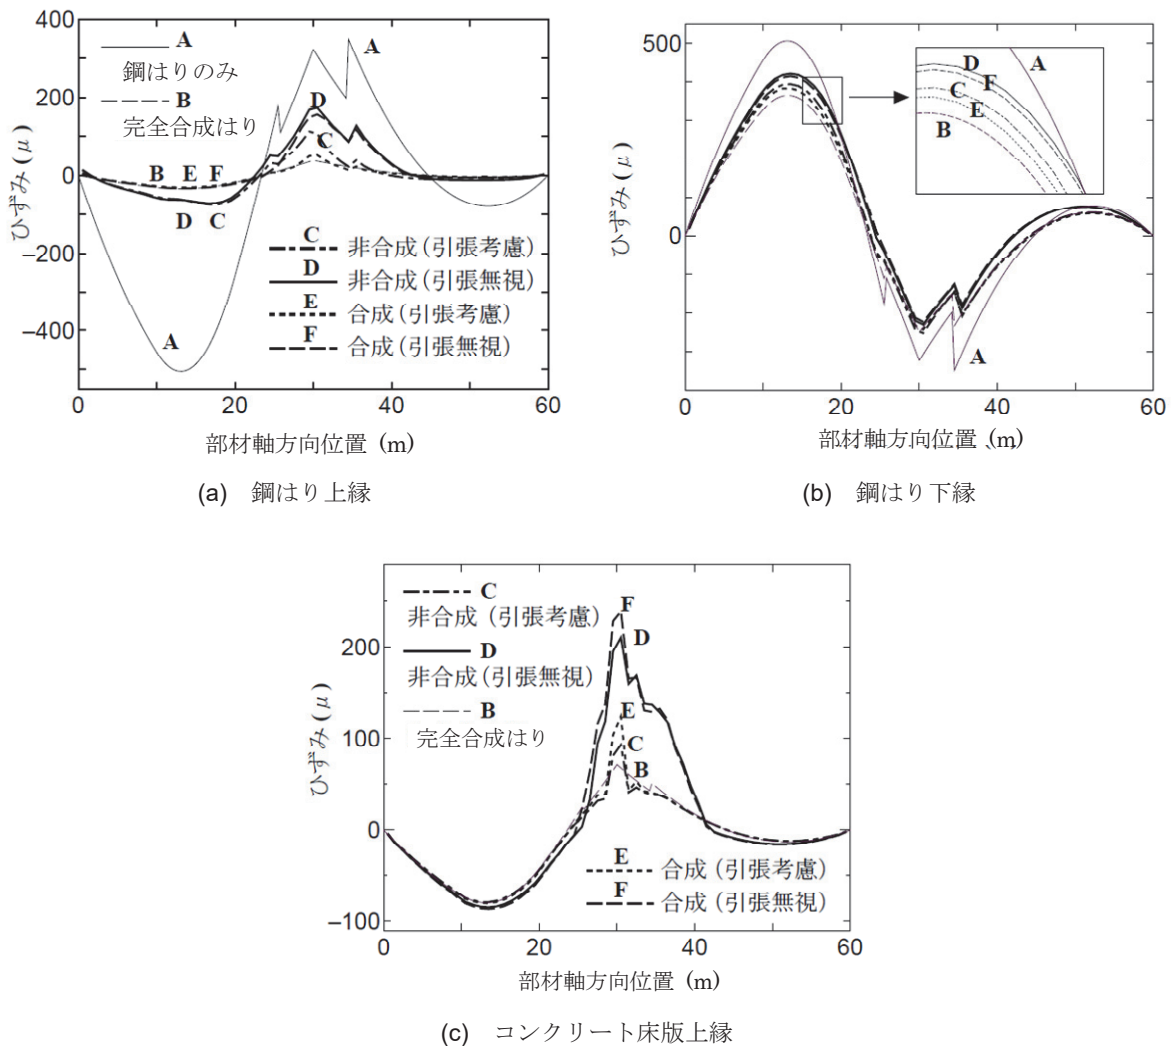 400
200
0
−200
−400
ひずみ(μ)
A
鋼はりのみ
B
完全合成はり
A
D
C
B E F
D C
A
C 非合成(引張考慮)
D 非合成(引張無視)
E 合成(引張考慮)
F 合成(引張無視)
0 20 40 60
部材軸方向位置 (m)
(a) 鋼はり上縁
500
0
ひずみ(μ)
D
F
A
C
E
B
A
0 20 40 60
部材軸方向位置 (m)
(b) 鋼はり下縁
200
100
0
−100
ひずみ(μ)
C
非合成 (引張考慮)
D
非合成(引張無視)
B
完全合成はり
F
D
E
C
B
E 合成(引張考慮)
F 合成(引張無視)
0 20 40 60
部材軸方向位置 (m)
(c) コンクリート床版上縁